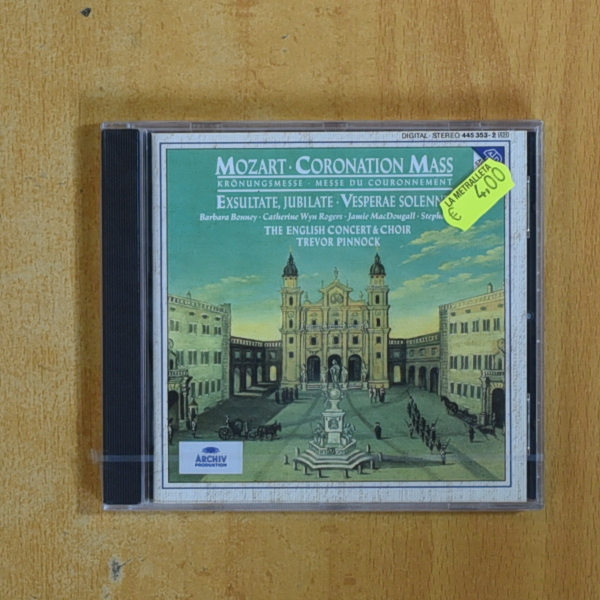 DIGITAL · STEREO 445 353-2
MOZART · CORONATION MASS
KRÖNUNGSMESSE · MESSE DU COURONNEMENT
EXSULTATE, JUBILATE · VESPERAE SOLENN
Barbara Bonney · Catherine Wyn Rogers · Jamie MacDougall · Steph
THE ENGLISH CONCERT & CHOIR
TREVOR PINNOCK
LA METRALLETA
€ 4,00
ARCHIV
PRODUKTION